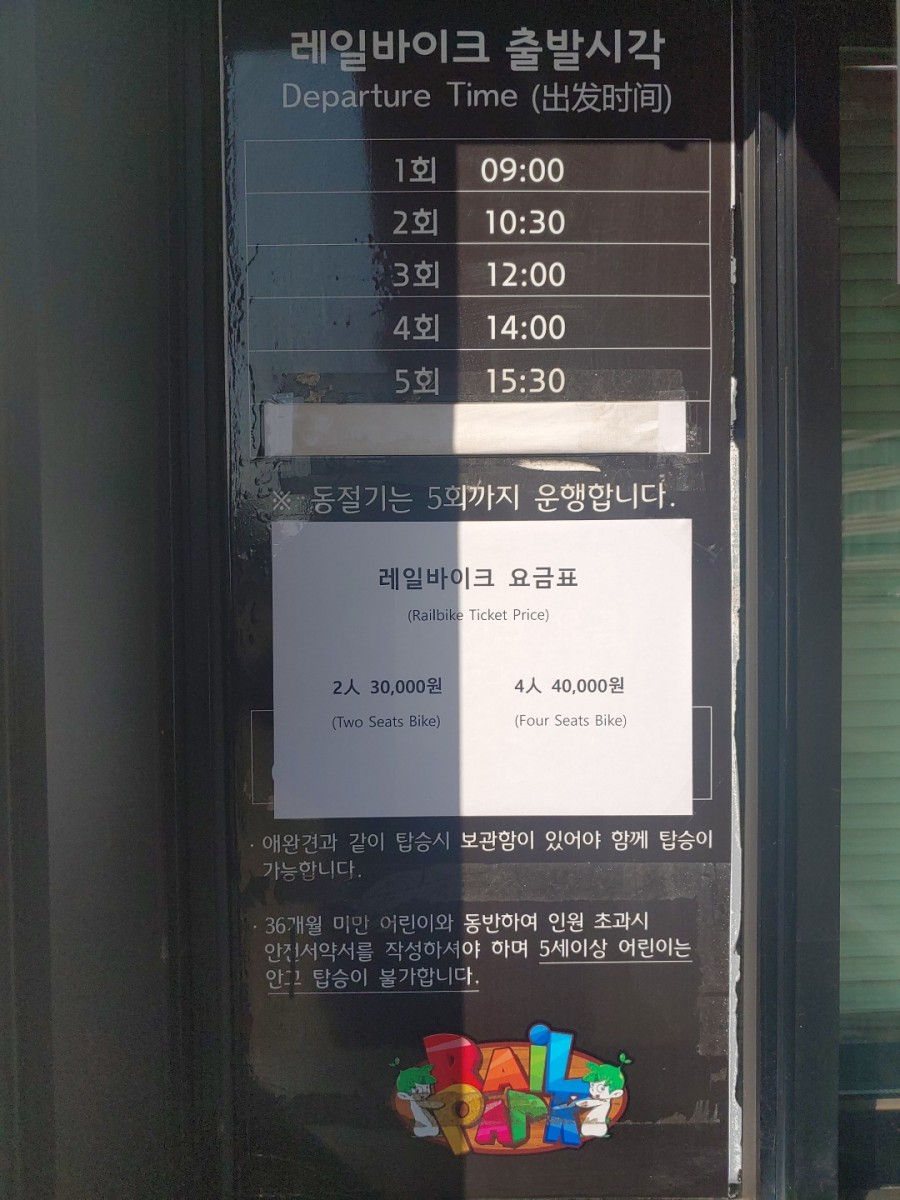 레일바이크 출발시각
Departure Time (出发时间)
1회 09:00
2회 10:30
3회 12:00
4회 14:00
5회 15:30
※ 동절기는 5회까지 운행합니다.
레일바이크 요금표
(Railbike Ticket Price)
2人 30,000원 4人 40,000원
(Two Seats Bike) (Four Seats Bike)
· 애완견과 같이 탑승시 보관함이 있어야 함께 탑승이
가능합니다.
· 36개월 미만 어린이와 동반하여 인원 초과시
안전서약서를 작성하셔야 하며 5세이상 어린이는
안고 탑승이 불가합니다.
RAIL
PARK